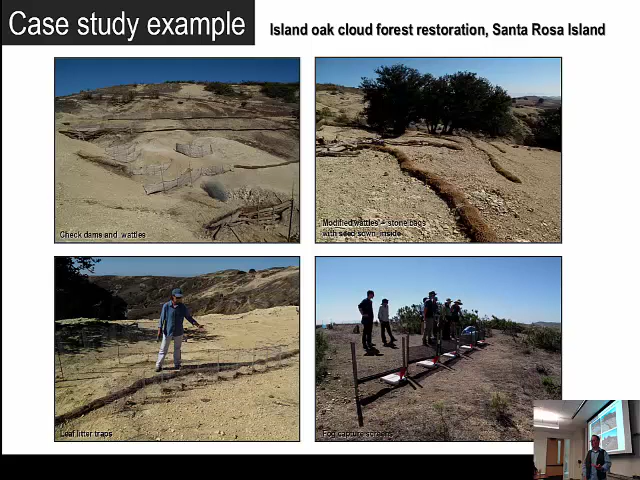 Case study example
Island oak cloud forest restoration, Santa Rosa Island
Check dams and wattles
Modified wattles + stone bags
with seed sown inside
Leaf litter traps
Fog capture screens